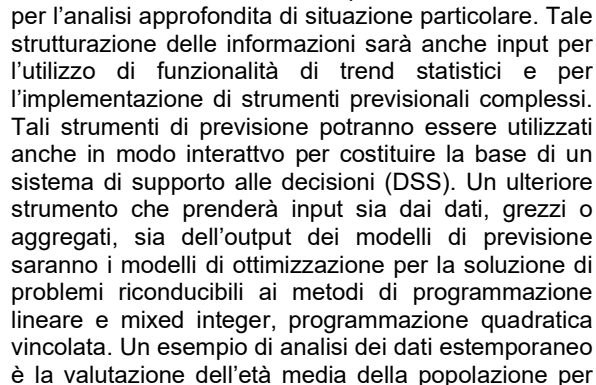 per l'analisi approfondita di situazione particolare. Tale
strutturazione delle informazioni sarà anche input per
l'utilizzo di funzionalità di trend statistici e per
l'implementazione di strumenti previsionali complessi.
Tali strumenti di previsione potranno essere utilizzati
anche in modo interattvo per costituire la base di un
sistema di supporto alle decisioni (DSS). Un ulteriore
strumento che prenderà input sia dai dati, grezzi o
aggregati, sia dell'output dei modelli di previsione
saranno i modelli di ottimizzazione per la soluzione di
problemi riconducibili ai metodi di programmazione
lineare e mixed integer, programmazione quadratica
vincolata. Un esempio di analisi dei dati estemporaneo
è la valutazione dell'età media della popolazione per